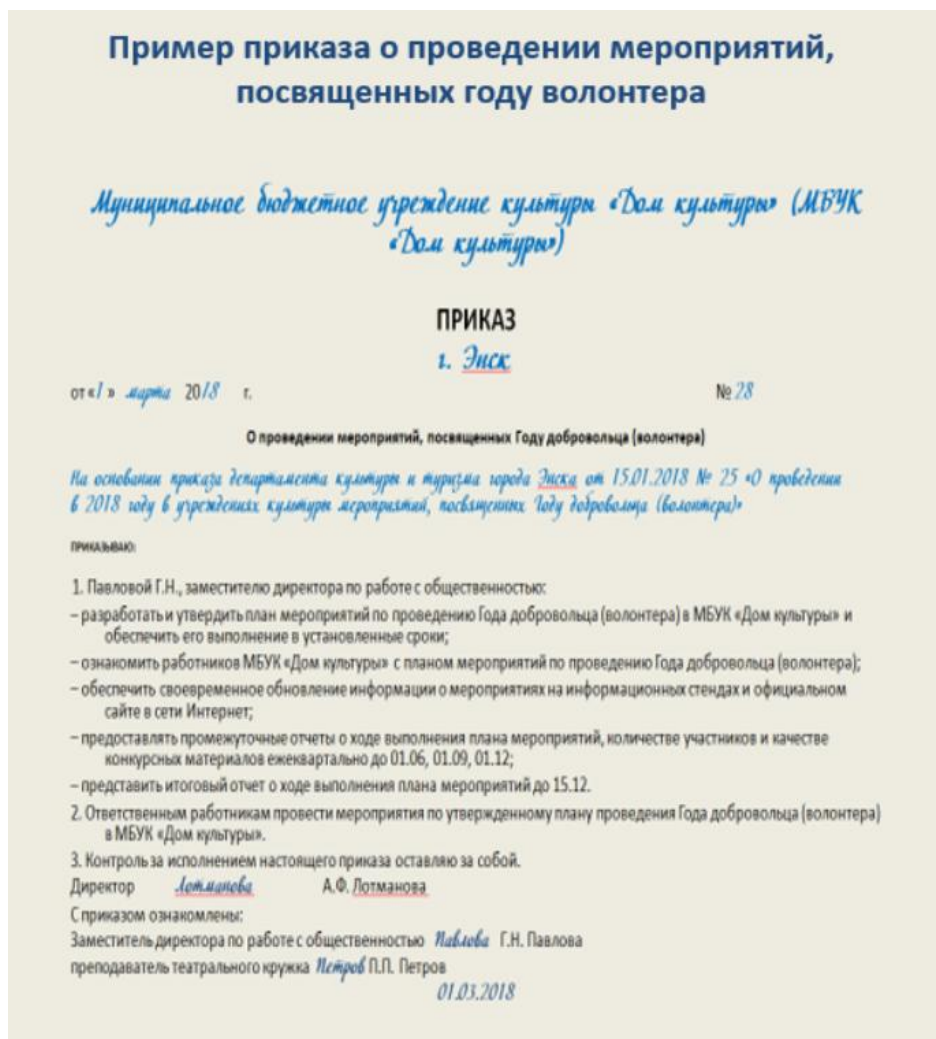 Пример приказа о проведении мероприятий,
посвященных году волонтера
Муниципальное бюджетное учреждение культуры «Дом культуры» (МБУК
«Дом культуры»)
ПРИКАЗ
г. Энск
от «1 » марта 2018 г. № 28
О проведении мероприятий, посвященных Году добровольца (волонтера)
На основании приказа департамента культуры и туризма города Энска от 15.01.2018 № 25 «О проведении
в 2018 году в учреждениях культуры мероприятий, посвященных Году добровольца (волонтера)»
ПРИКАЗЫВАЮ:
1. Павловой Г.Н., заместителю директора по работе с общественностью:
– разработать и утвердить план мероприятий по проведению Года добровольца (волонтера) в МБУК «Дом культуры» и
обеспечить его выполнение в установленные сроки;
– ознакомить работников МБУК «Дом культуры» с планом мероприятий по проведению Года добровольца (волонтера);
– обеспечить своевременное обновление информации о мероприятиях на информационных стендах и официальном
сайте в сети Интернет;
– предоставлять промежуточные отчеты о ходе выполнения плана мероприятий, количестве участников и качестве
конкурсных материалов ежеквартально до 01.06, 01.09, 01.12;
– представить итоговый отчет о ходе выполнения плана мероприятий до 15.12.
2. Ответственным работникам провести мероприятия по утвержденному плану проведения Года добровольца (волонтера)
в МБУК «Дом культуры».
3. Контроль за исполнением настоящего приказа оставляю за собой.
Директор Лотманова А.Ф. Лотманова
С приказом ознакомлены:
Заместитель директора по работе с общественностью Павлова Г.Н. Павлова
преподаватель театрального кружка Петров П.П. Петров
01.03.2018